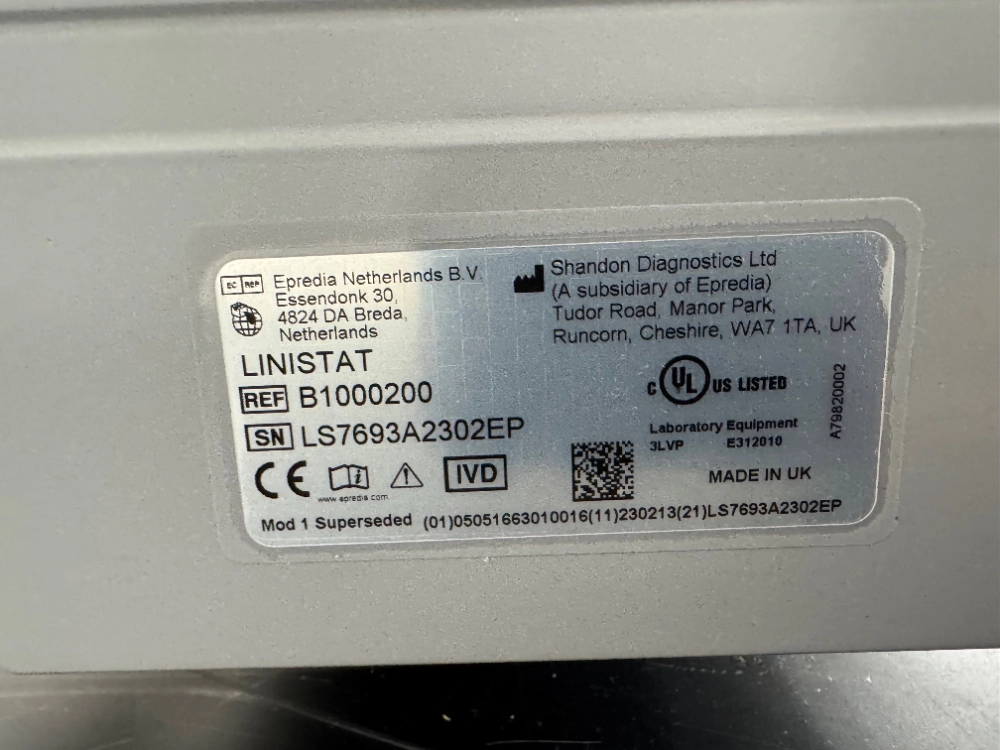 EC REP
Epredia Netherlands B.V.
Essendonk 30,
4824 DA Breda,
Netherlands
Shandon Diagnostics Ltd
(A subsidiary of Epredia)
Tudor Road, Manor Park,
Runcorn, Cheshire, WA7 1TA, UK
LINISTAT
REF B1000200
SN LS7693A2302EP
C UL US LISTED
Laboratory Equipment
3LVP E312010
A79820002
CE
www.epredia.com
IVD
MADE IN UK
Mod 1 Superseded (01)05051663010016(11)230213(21)LS7693A2302EP